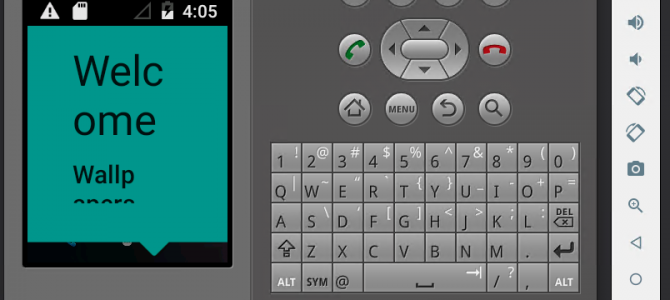 4:05
Welc
ome
Wallp
apers
MENU
1 ! 2 @ 3 # 4 $ 5 % 6 ^ 7 & 8 * 9 ( 0 )
Q | W ~ E “ R ` T { Y } U _ I - O + P =
A S \ D ' F [ G ] H < J > K ; L : DEL
Z X C V B N M .
ALT SYM @ / ? , ALT